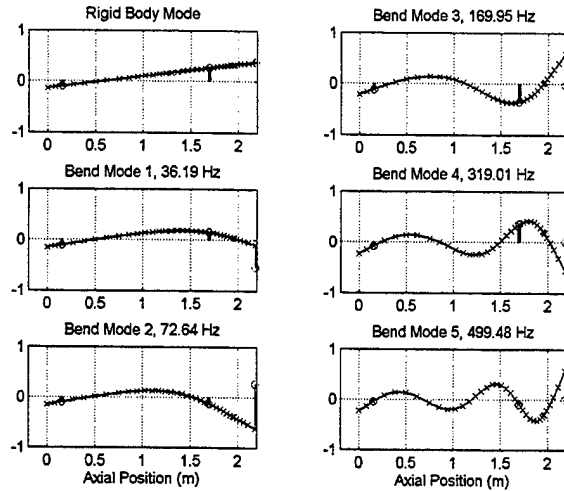 Rigid Body Mode
1
0
-1
0 0.5 1 1.5 2
Bend Mode 1, 36.19 Hz
1
0
-1
0 0.5 1 1.5 2
Bend Mode 2, 72.64 Hz
1
0
-1
0 0.5 1 1.5 2
Axial Position (m)
Bend Mode 3, 169.95 Hz
1
0
-1
0 0.5 1 1.5 2
Bend Mode 4, 319.01 Hz
1
0
-1
0 0.5 1 1.5 2
Bend Mode 5, 499.48 Hz
1
0
-1
0 0.5 1 1.5 2
Axial Position (m)